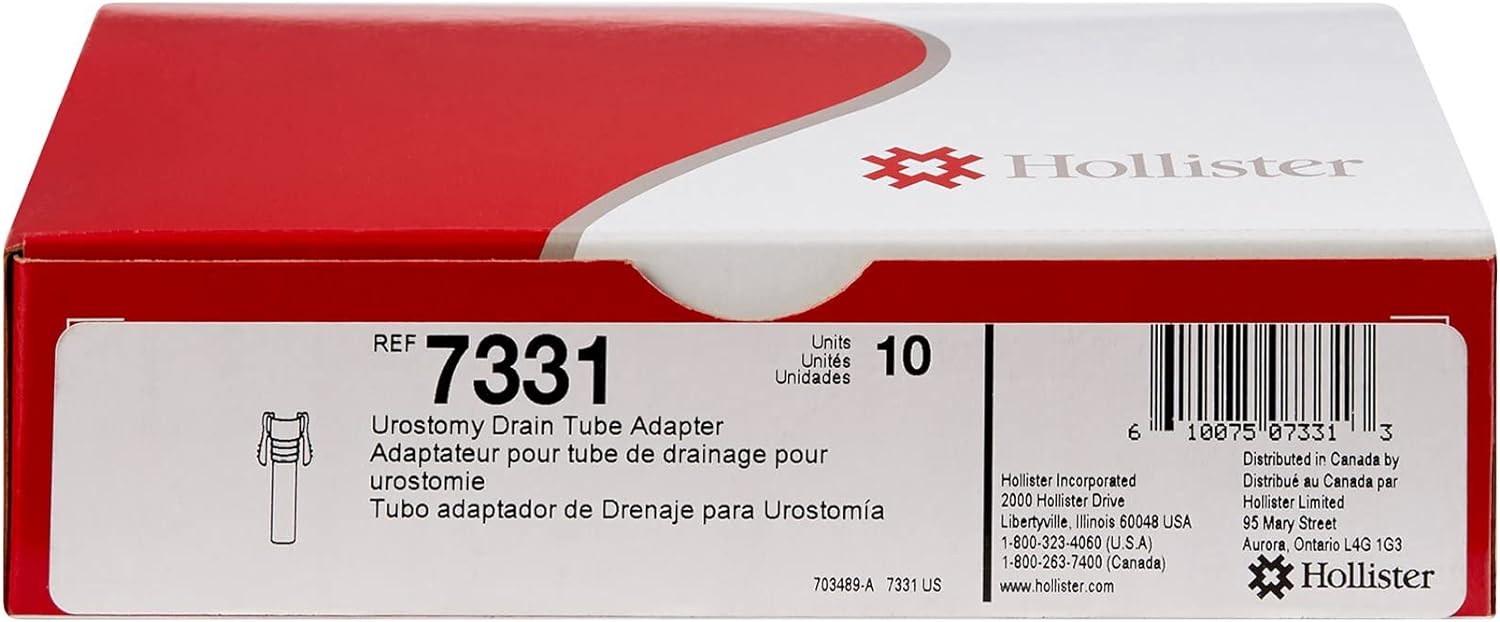 Hollister
REF 7331
Units
Unités
Unidades
10
Urostomy Drain Tube Adapter
Adaptateur pour tube de drainage pour
urostomie
Tubo adaptador de Drenaje para Urostomía
703489-A 7331 US
6 10075 07331 3
Hollister Incorporated
2000 Hollister Drive
Libertyville, Illinois 60048 USA
1-800-323-4060 (U.S.A)
1-800-263-7400 (Canada)
www.hollister.com
Distributed in Canada by
Distribué au Canada par
Hollister Limited
95 Mary Street
Aurora, Ontario L4G 1G3
Hollister